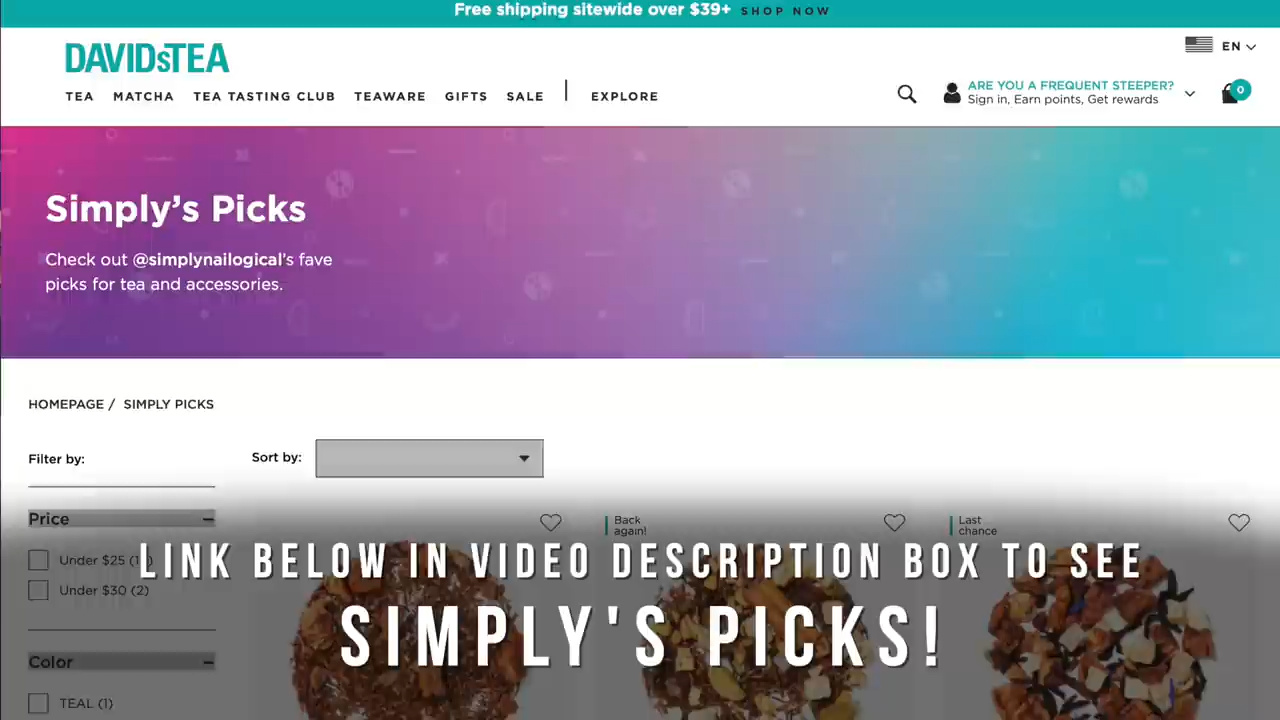 Free shipping sitewide over $39+ SHOP NOW
DAVIDsTEA
EN
TEA MATCHA TEA TASTING CLUB TEAWARE GIFTS SALE EXPLORE
ARE YOU A FREQUENT STEEPER?
Sign in, Earn points, Get rewards
0
Simply's Picks
Check out @simplynailogical's fave
picks for tea and accessories.
HOMEPAGE / SIMPLY PICKS
Filter by:
Sort by:
Price
Back
again!
Last
chance
Under $25
LINK BELOW IN VIDEO DESCRIPTION BOX TO SEE
Under $30 (2)
SIMPLY'S PICKS!
Color
TEAL (1)